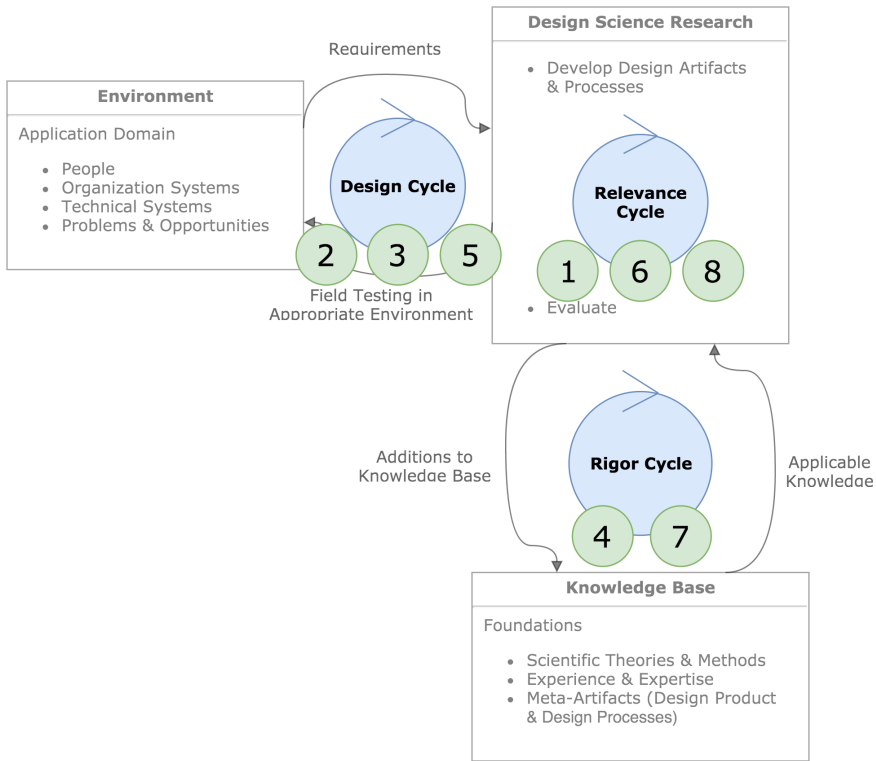 Design Science Research
Develop Design Artifacts
& Processes
Relevance
Cycle
1
6
8
Evaluate
Requirements
Environment
Application Domain
People
Organization Systems
Technical Systems
Problems & Opportunities
Design Cycle
2
3
5
Field Testing in
Appropriate Environment
Additions to
Knowledge Base
Rigor Cycle
4
7
Applicable
Knowledge
Knowledge Base
Foundations
Scientific Theories & Methods
Experience & Expertise
Meta-Artifacts (Design Product
& Design Processes)